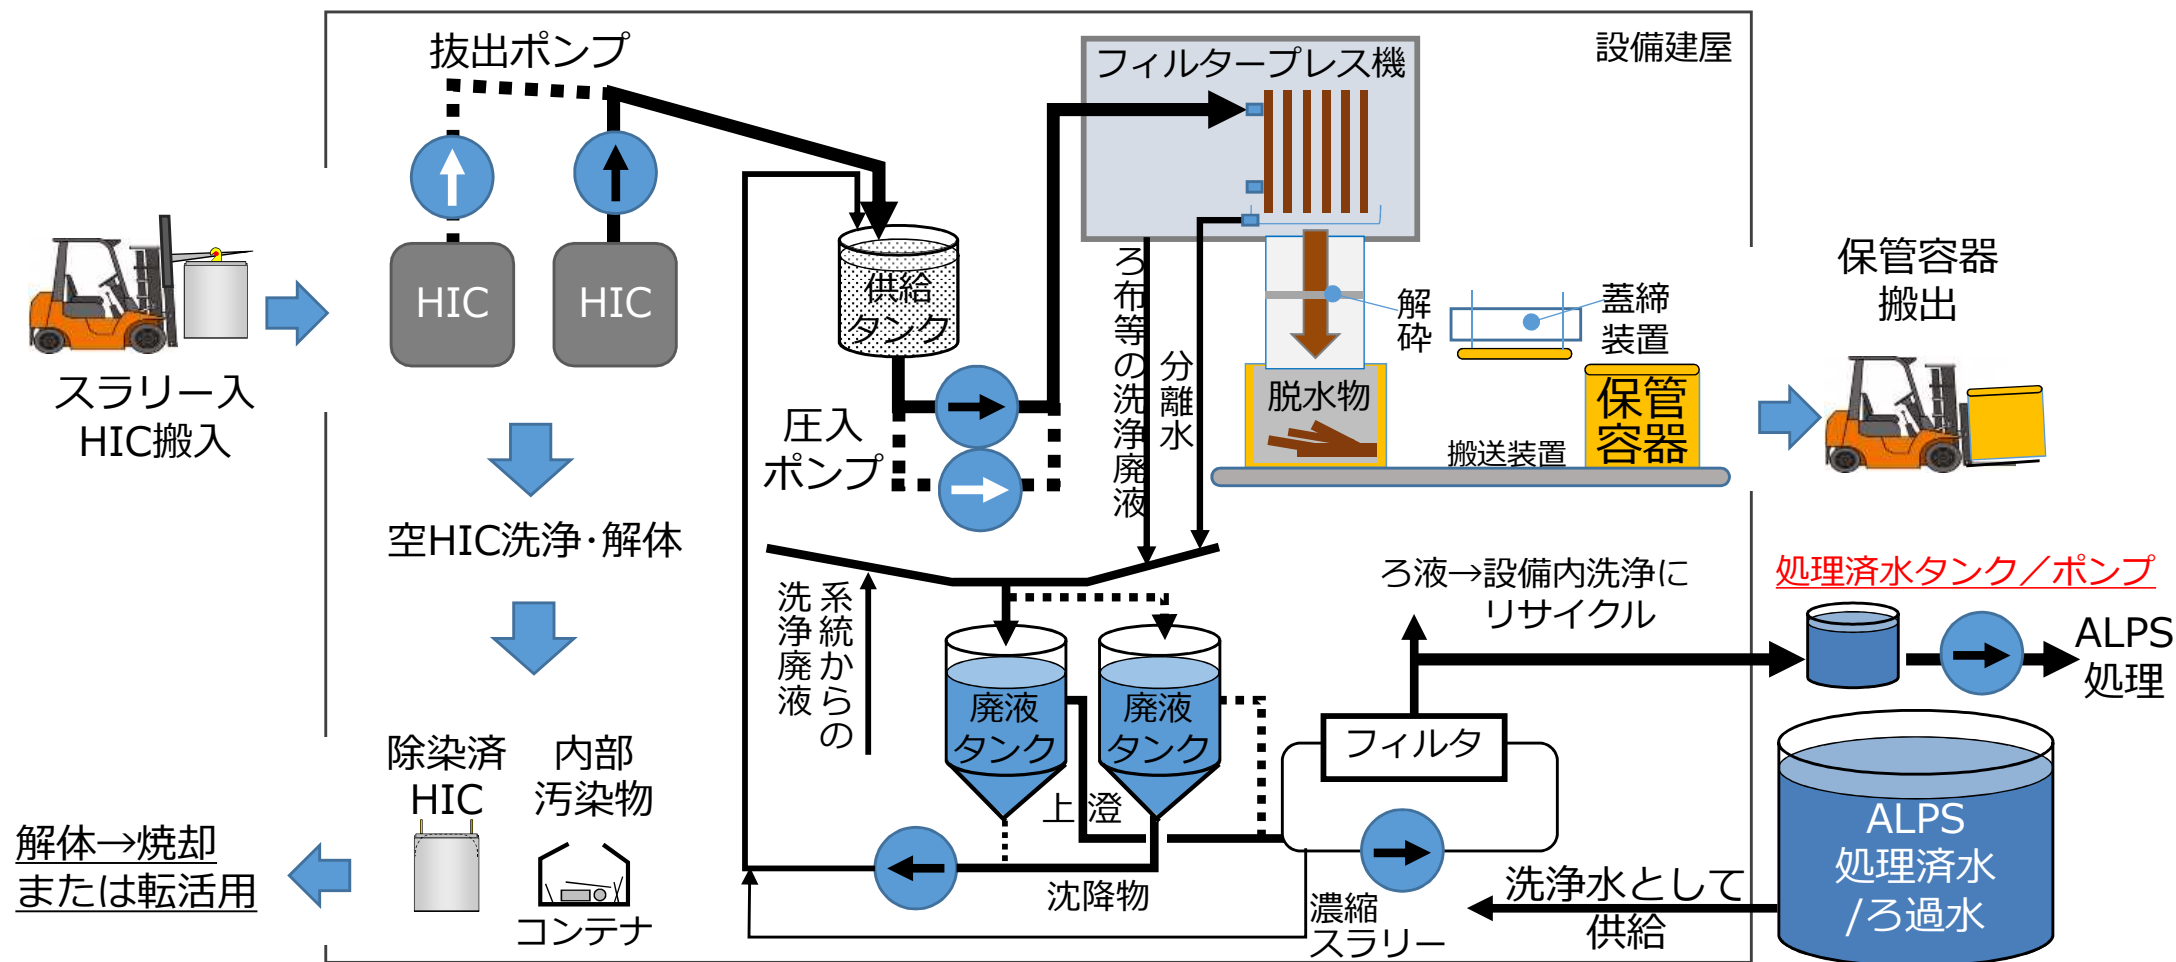 設備建屋
抜出ポンプ
フィルタープレス機
HIC
HIC
スラリー入
HIC搬入
供給
タンク
圧入
ポンプ
ろ布等の洗浄廃液
分離水
解砕
蓋締
装置
脱水物
保管
容器
搬送装置
保管容器
搬出
空HIC洗浄・解体
系統からの
洗浄廃液
廃液
タンク
廃液
タンク
上澄
沈降物
ろ液→設備内洗浄に
リサイクル
フィルタ
濃縮
スラリー
処理済水タンク／ポンプ
ALPS
処理
ALPS
処理済水
/ろ過水
洗浄水として
供給
除染済
HIC
内部
汚染物
コンテナ
解体→焼却
または転活用